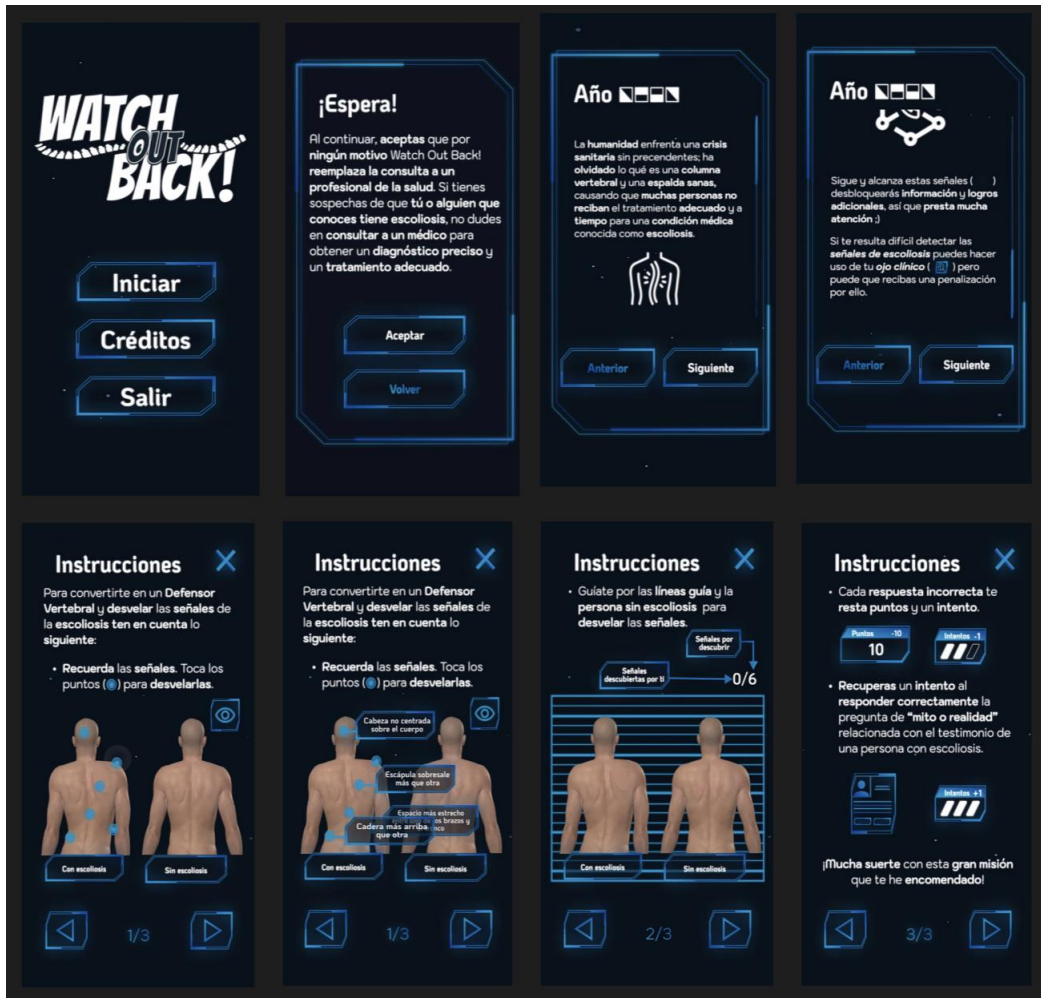 WATCH
OUT
BACK!
Iniciar
Créditos
Salir
¡Espera!
Al continuar, aceptas que por
ningún motivo Watch Out Back!
reemplaza la consulta a un
profesional de la salud. Si tienes
sospechas de que tú o alguien que
conoces tiene escoliosis, no dudes
en consultar a un médico para
obtener un diagnóstico preciso y
un tratamiento adecuado.
Aceptar
Volver
Año
La humanidad enfrenta una crisis
sanitaria sin precendentes; ha
olvidado lo qué es una columna
vertebral y una espalda sanas,
causando que muchas personas no
reciban el tratamiento adecuado y a
tiempo para una condición médica
conocida como escoliosis.
Anterior
Siguiente
Año
Sigue y alcanza estas señales ( )
desbloquearás información y logros
adicionales, así que presta mucha
atención ;)
Si te resulta difícil detectar las
señales de escoliosis puedes hacer
uso de tu ojo clínico ( ) pero
puede que recibas una penalización
por ello.
Anterior
Siguiente
Instrucciones
Para convertirte en un Defensor
Vertebral y desvelar las señales de
la escoliosis ten en cuenta lo
siguiente:
• Recuerda las señales. Toca los
puntos ( ) para desvelarlas.
Con escoliosis
Sin escoliosis
1/3
Instrucciones
Para convertirte en un Defensor
Vertebral y desvelar las señales de
la escoliosis ten en cuenta lo
siguiente:
• Recuerda las señales. Toca los
puntos ( ) para desvelarlas.
Cabeza no centrada
sobre el cuerpo
Escápula sobresale
más que otra
Espacio más estrecho
os brazos y
Cadera más arriba
que otra
Con escoliosis
Sin escoliosis
1/3
Instrucciones
• Guíate por las líneas guía y la
persona sin escoliosis para
desvelar las señales.
Señales por
descubrir
Señales
descubiertas por tí
0/6
Con escoliosis
Sin escoliosis
2/3
Instrucciones
• Cada respuesta incorrecta te
resta puntos y un intento.
Puntos -10
10
Intentos -1
• Recuperas un intento al
responder correctamente la
pregunta de "mito o realidad"
relacionada con el testimonio de
una persona con escoliosis.
Intentos +1
¡Mucha suerte con esta gran misión
que te he encomendado!
3/3